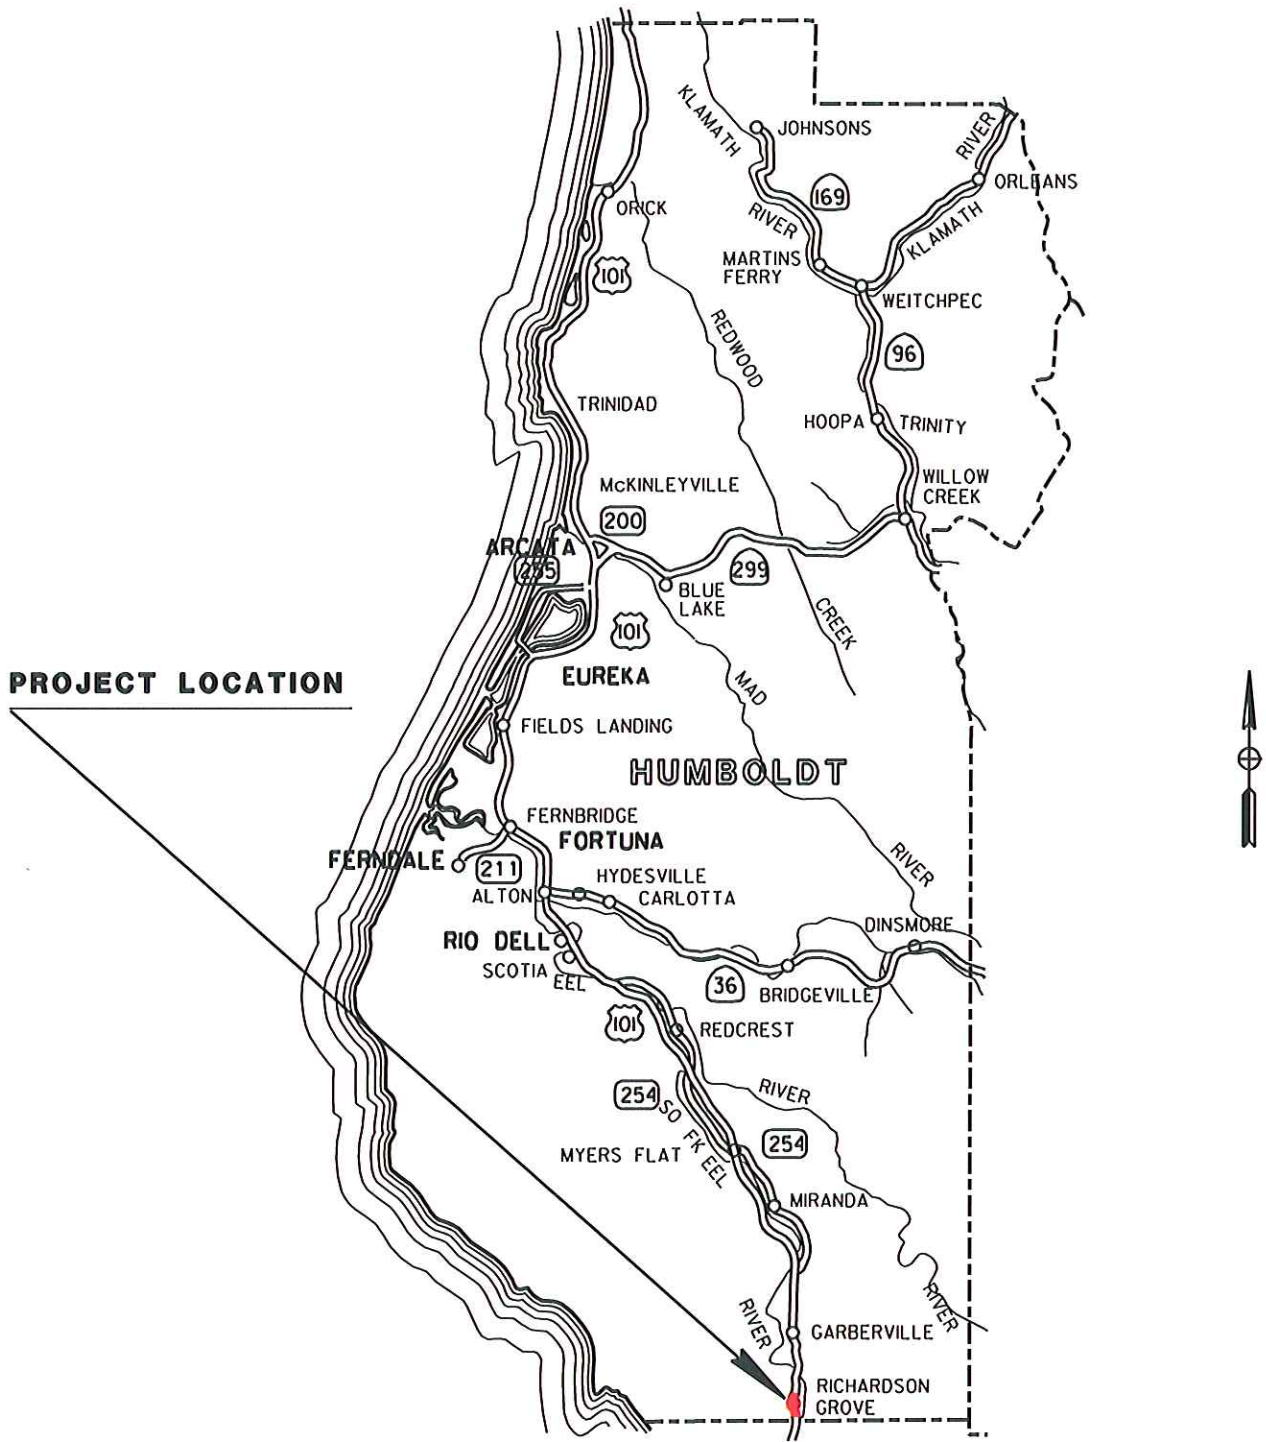 KLAMATH
JOHNSONS
RIVER
ORLEANS
169
ORICK
RIVER
KLAMATH
MARTINS
FERRY
101
WEITCHPEC
REDWOOD
96
TRINIDAD
HOOPA
TRINITY
WILLOW
CREEK
McKINLEYVILLE
200
ARCATA
255
299
BLUE
LAKE
CREEK
101
EUREKA
MAD
PROJECT LOCATION
FIELDS LANDING
HUMBOLDT
FERNBRIDGE
FORTUNA
FERNDALE
211
RIVER
HYDESVILLE
ALTON
CARLOTTA
DINSMORE
RIO DELL
SCOTIA
EEL
36
BRIDGEVILLE
101
REDCREST
254
RIVER
SO FK EEL
254
MYERS FLAT
MIRANDA
RIVER
RIVER
GARBERVILLE
RICHARDSON
GROVE